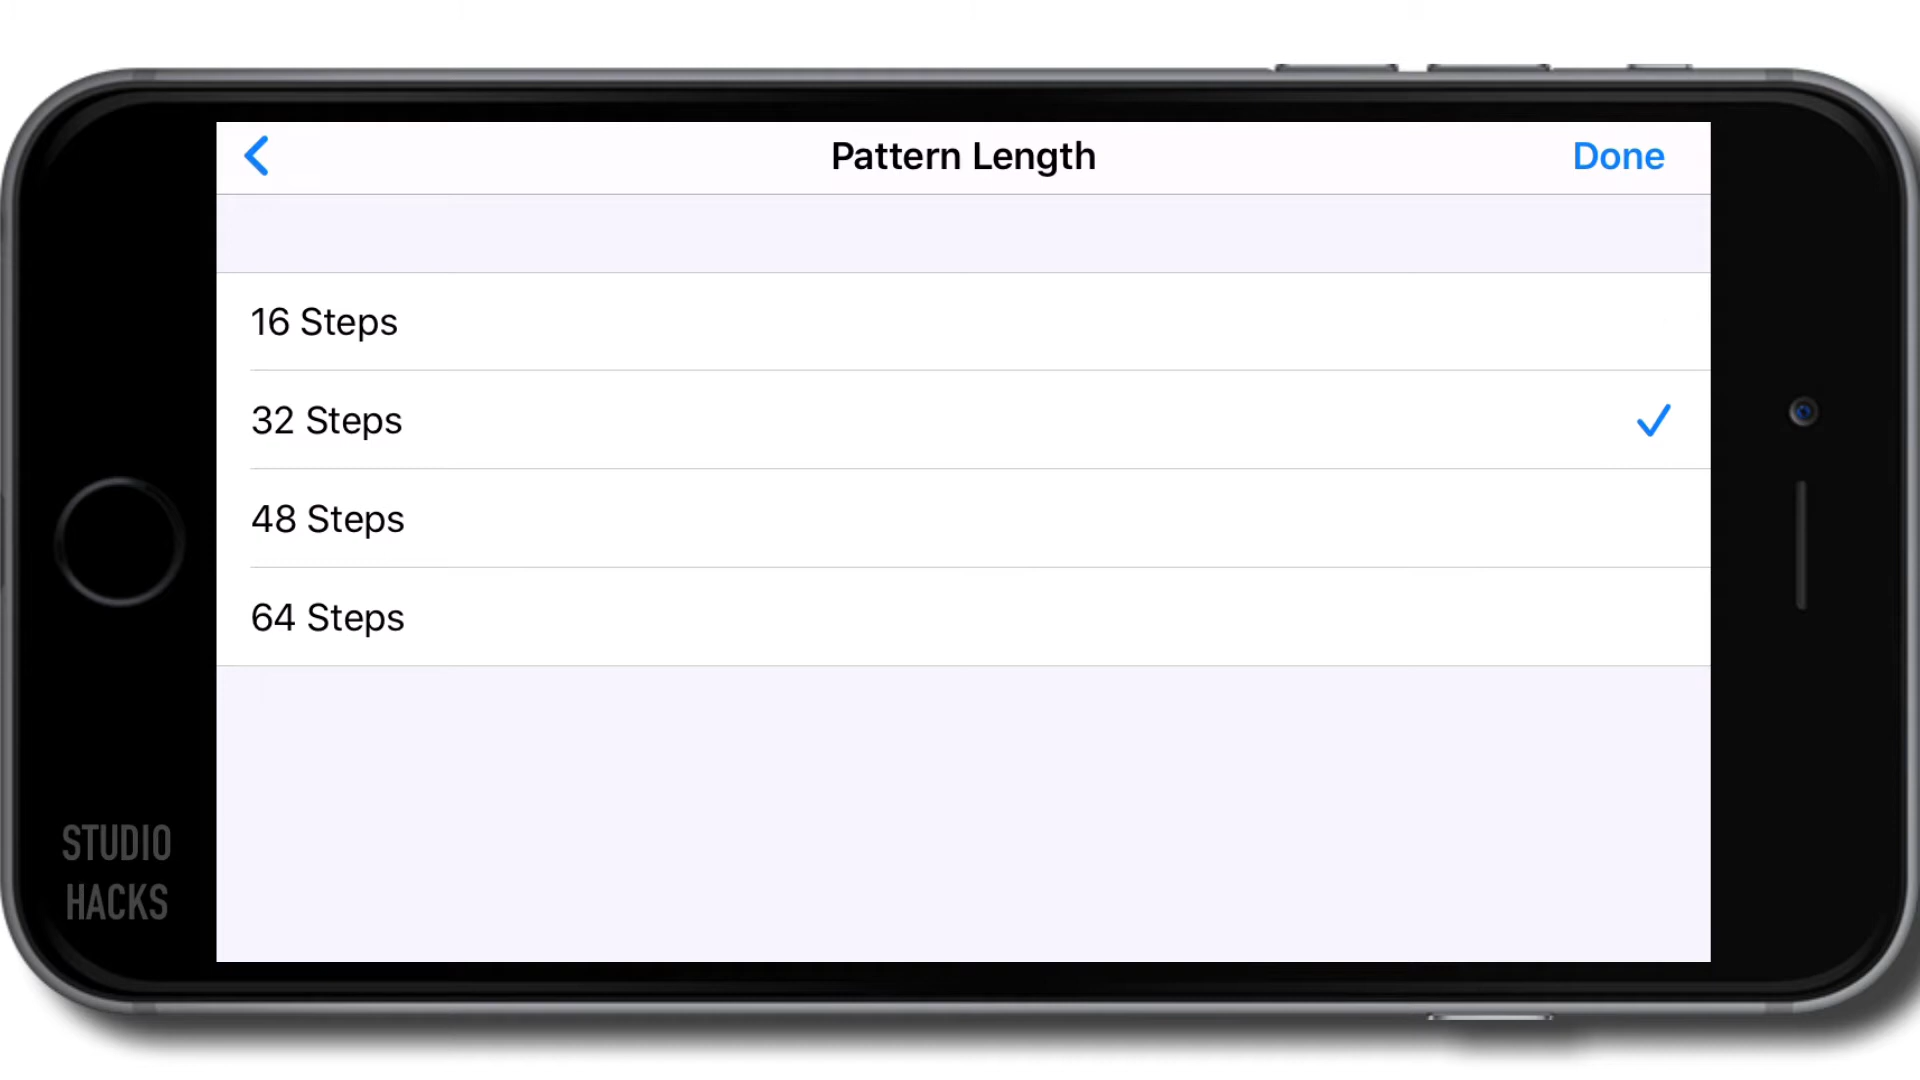 Pattern Length
Done
16 Steps
32 Steps
48 Steps
64 Steps
STUDIO
HACKS